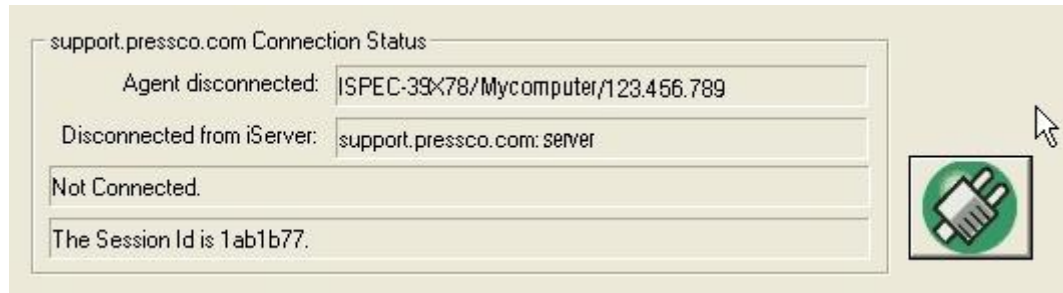 support.pressco.com Connection Status
Agent disconnected: ISPEC-39X78/Mycomputer/123.456.789
Disconnected from iServer: support.pressco.com: server
Not Connected.
The Session Id is 1ab1b77.